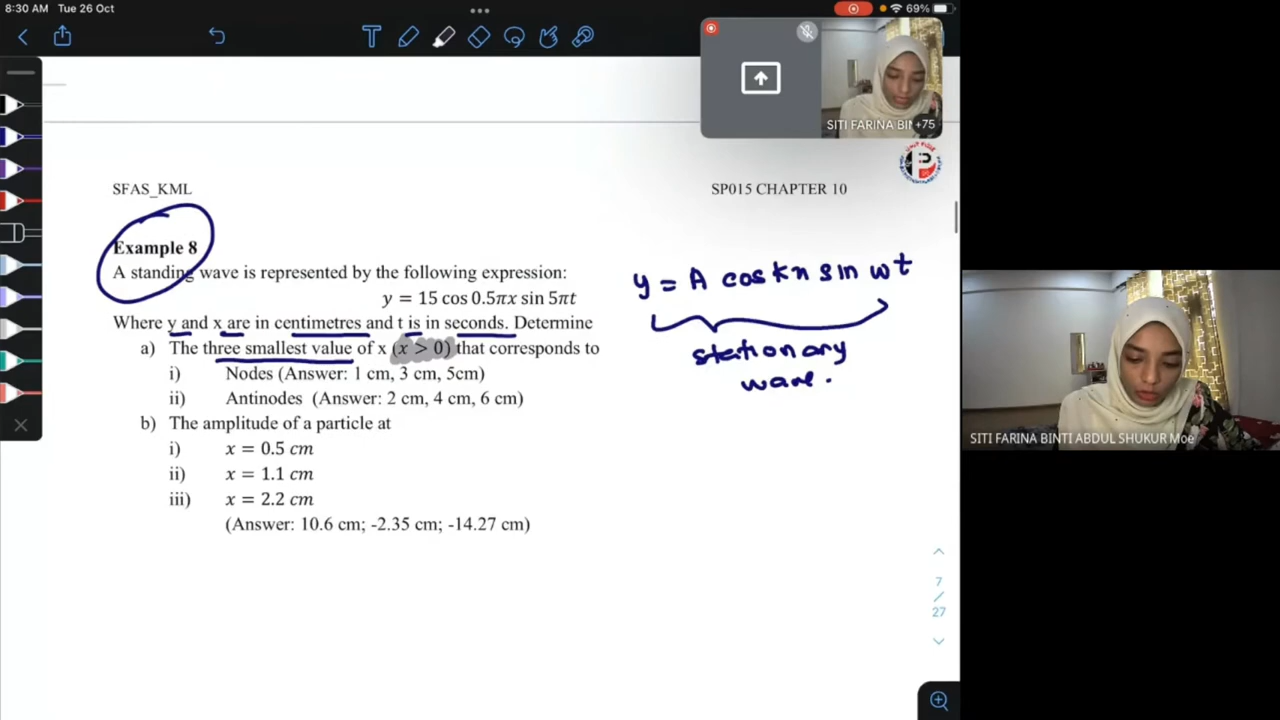 8:30 AM Tue 26 Oct
69%
SITI FARINA BIN +75
SFAS_KML
SP015 CHAPTER 10
Example 8
A standing wave is represented by the following expression:
y = 15 cos 0.5πx sin 5πt
Where y and x are in centimetres and t is in seconds. Determine
a) The three smallest value of x (x > 0) that corresponds to
i) Nodes (Answer: 1 cm, 3 cm, 5cm)
ii) Antinodes (Answer: 2 cm, 4 cm, 6 cm)
b) The amplitude of a particle at
i) x = 0.5 cm
ii) x = 1.1 cm
iii) x = 2.2 cm
(Answer: 10.6 cm; -2.35 cm; -14.27 cm)
y = A cos kx sin wt
stationary
wave.
7
/
27
SITI FARINA BINTI ABDUL SHUKUR Moe